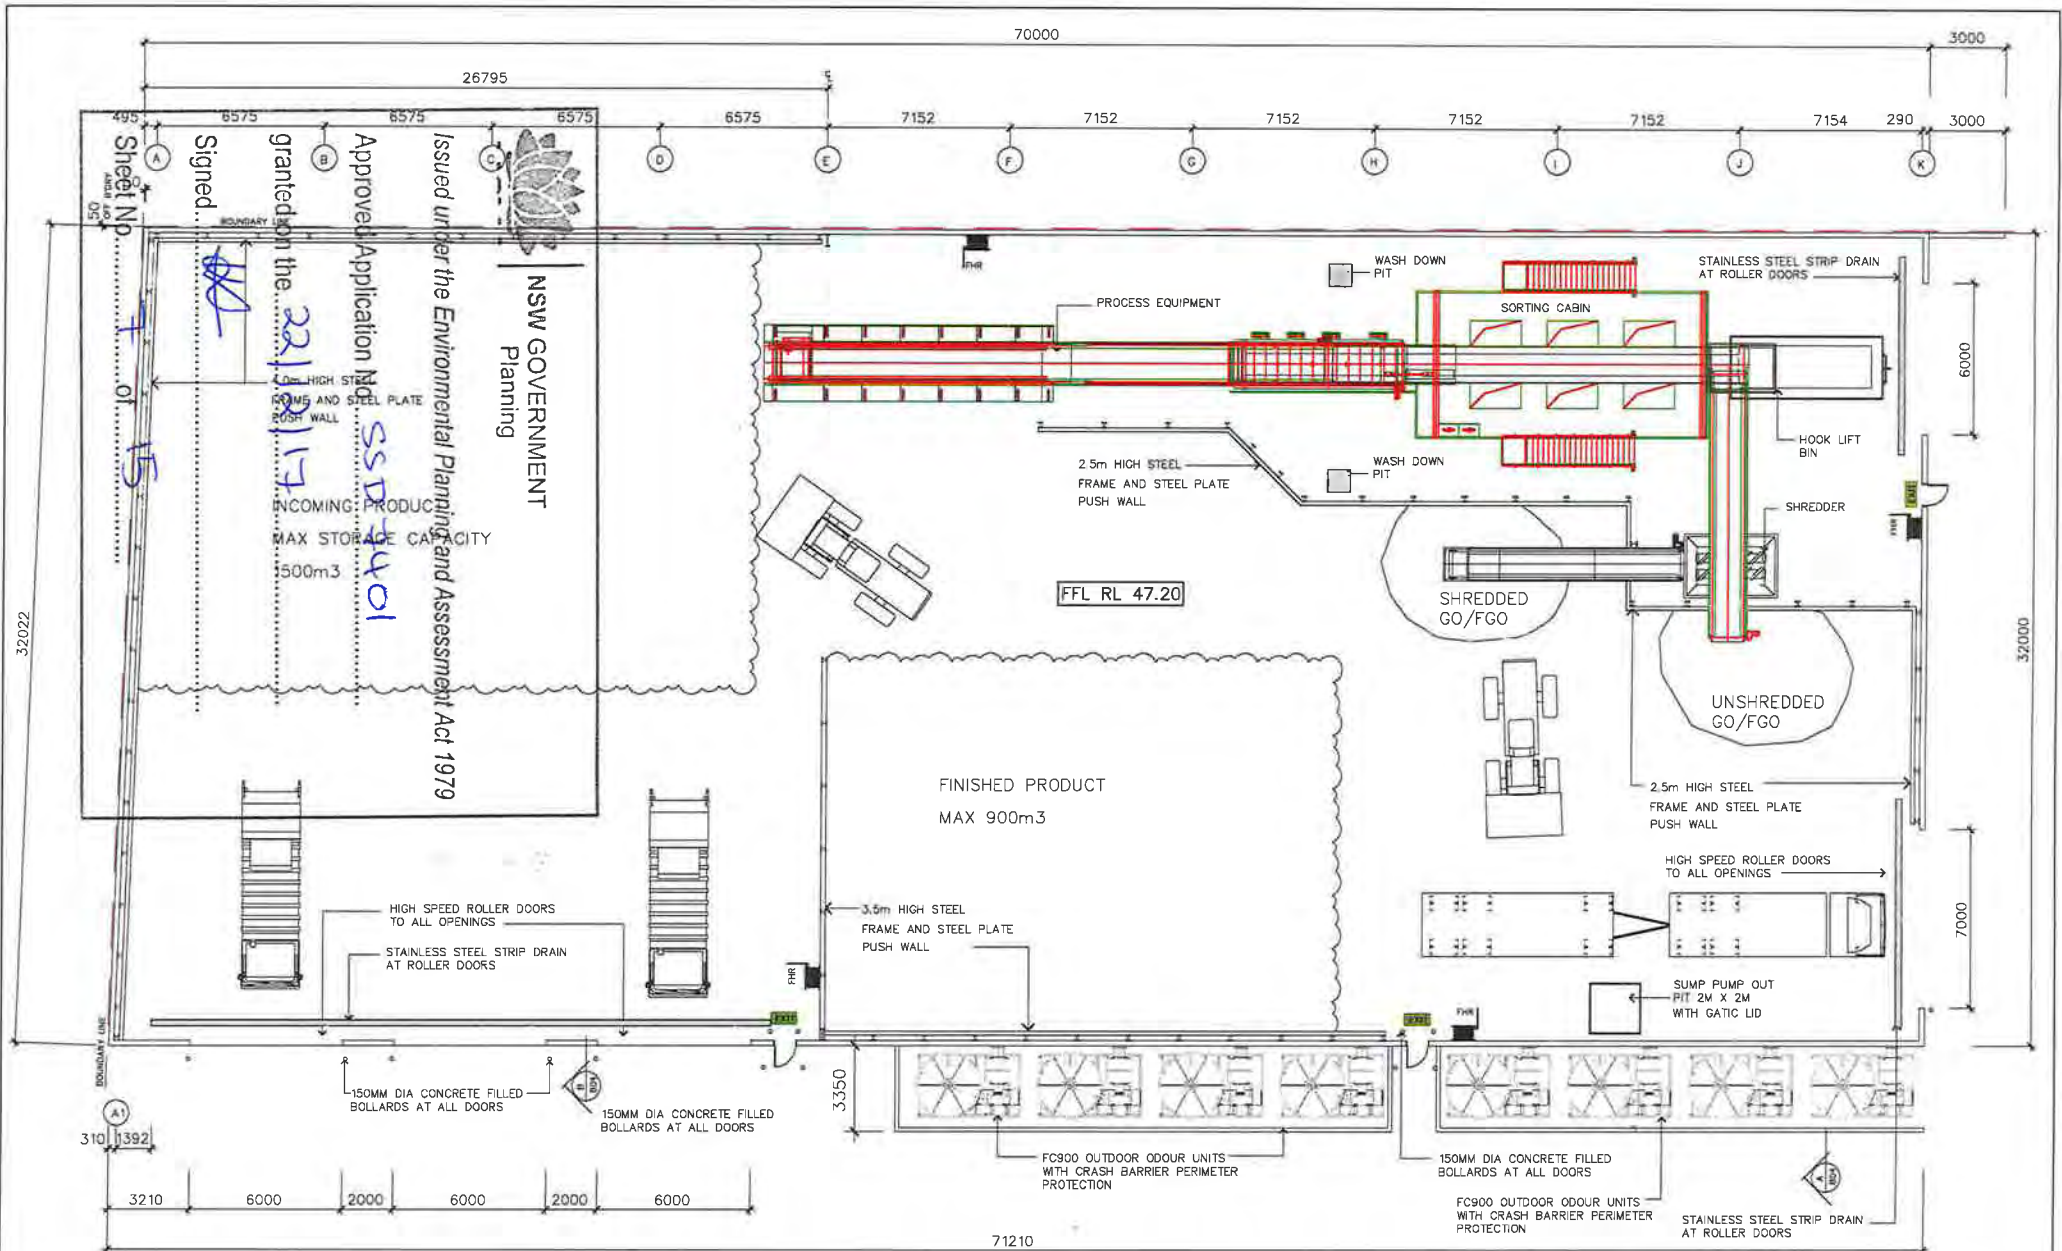 70000
3000
26795
495
6575
6575
6575
6575
7152
7152
7152
7152
7152
7154
290
3000
A
B
C
D
E
F
G
H
I
J
K
NSW GOVERNMENT
Planning
Issued under the Environmental Planning and Assessment Act 1979
Approved Application No SSD 7401
granted on the 22/12/17
Signed
Sheet No 7 of 15
50
BOUNDARY LINE
HIGH STEEL
FRAME AND STEEL PLATE
PUSH WALL
INCOMING PRODUCT
MAX STORAGE CAPACITY
1500m3
32022
FHR
WASH DOWN
PIT
PROCESS EQUIPMENT
SORTING CABIN
STAINLESS STEEL STRIP DRAIN
AT ROLLER DOORS
6000
HOOK LIFT
BIN
2.5m HIGH STEEL
FRAME AND STEEL PLATE
PUSH WALL
WASH DOWN
PIT
EXIT
FHR
SHREDDER
FFL RL 47.20
SHREDDED
GO/FGO
UNSHREDDED
GO/FGO
32000
FINISHED PRODUCT
MAX 900m3
2.5m HIGH STEEL
FRAME AND STEEL PLATE
PUSH WALL
HIGH SPEED ROLLER DOORS
TO ALL OPENINGS
7000
HIGH SPEED ROLLER DOORS
TO ALL OPENINGS
STAINLESS STEEL STRIP DRAIN
AT ROLLER DOORS
3.5m HIGH STEEL
FRAME AND STEEL PLATE
PUSH WALL
FHR
EXIT
SUMP PUMP OUT
PIT 2M X 2M
WITH GATIC LID
EXIT
FHR
BOUNDARY LINE
A1
310
1392
150MM DIA CONCRETE FILLED
BOLLARDS AT ALL DOORS
B
B04
150MM DIA CONCRETE FILLED
BOLLARDS AT ALL DOORS
3350
FC900 OUTDOOR ODOUR UNITS
WITH CRASH BARRIER PERIMETER
PROTECTION
150MM DIA CONCRETE FILLED
BOLLARDS AT ALL DOORS
FC900 OUTDOOR ODOUR UNITS
WITH CRASH BARRIER PERIMETER
PROTECTION
A
B04
STAINLESS STEEL STRIP DRAIN
AT ROLLER DOORS
3210
6000
2000
6000
2000
6000
71210